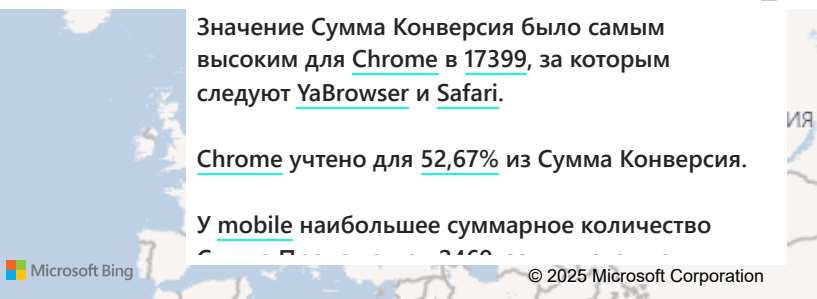 Значение Сумма Конверсия было самым
высоким для Chrome в 17399, за которым
следуют YaBrowser и Safari.
ИЯ
Chrome учтено для 52,67% из Сумма Конверсия.
У mobile наибольшее суммарное количество
Microsoft Bing
© 2025 Microsoft Corporation